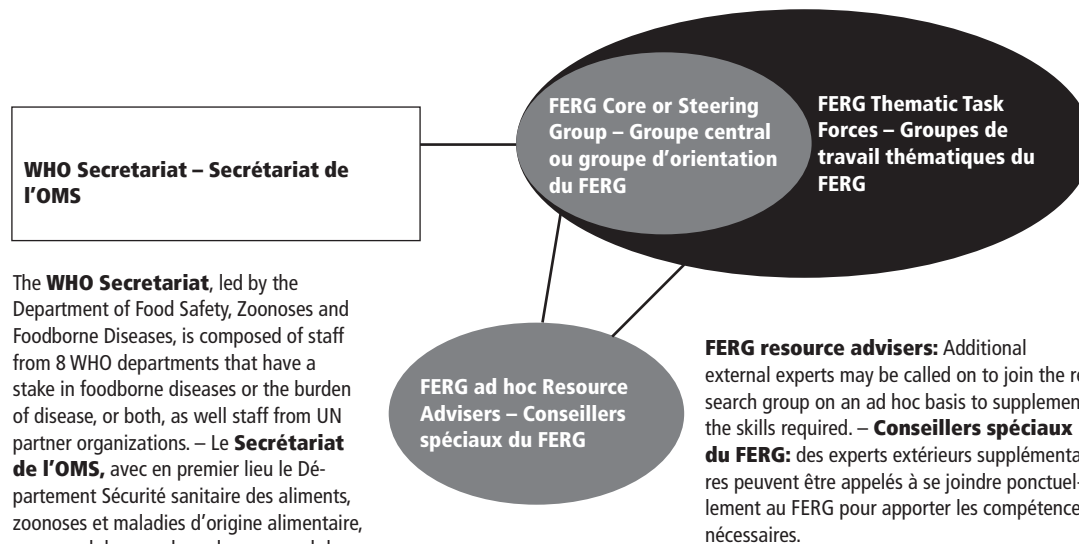 WHO Secretariat – Secrétariat de
l'OMS
FERG Core or Steering
Group – Groupe central
ou groupe d'orientation
du FERG
FERG Thematic Task
Forces – Groupes de
travail thématiques du
FERG
The WHO Secretariat, led by the
Department of Food Safety, Zoonoses and
Foodborne Diseases, is composed of staff
from 8 WHO departments that have a
stake in foodborne diseases or the burden
of disease, or both, as well staff from UN
partner organizations. – Le Secrétariat
de l'OMS, avec en premier lieu le Dé-
partement Sécurité sanitaire des aliments,
zoonoses et maladies d'origine alimentaire,
FERG ad hoc Resource
Advisers – Conseillers
spéciaux du FERG
FERG resource advisers: Additional
external experts may be called on to join the re
search group on an ad hoc basis to supplemen
the skills required. – Conseillers spéciaux
du FERG: des experts extérieurs supplémenta
res peuvent être appelés à se joindre ponctuel-
lement au FERG pour apporter les compétence
nécessaires.